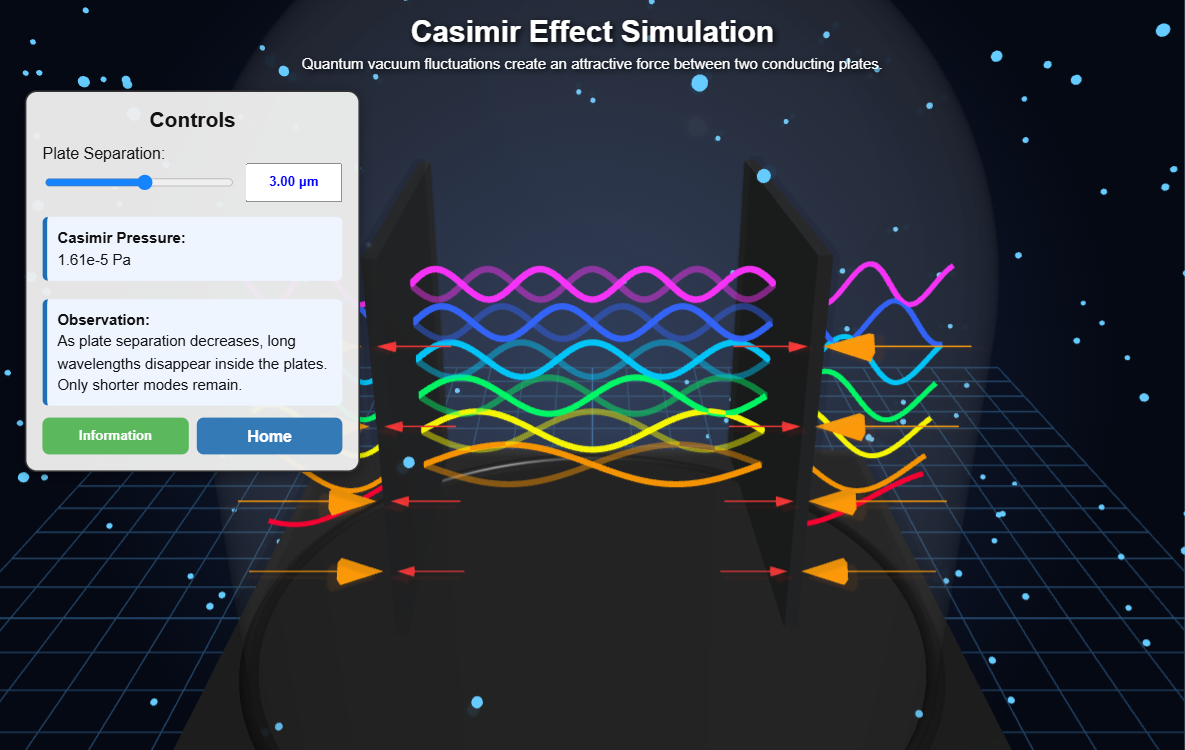 Casimir Effect Simulation
Quantum vacuum fluctuations create an attractive force between two conducting plates.
Controls
Plate Separation:
3.00 µm
Casimir Pressure:
1.61e-5 Pa
Observation:
As plate separation decreases, long
wavelengths disappear inside the plates.
Only shorter modes remain.
Information
Home